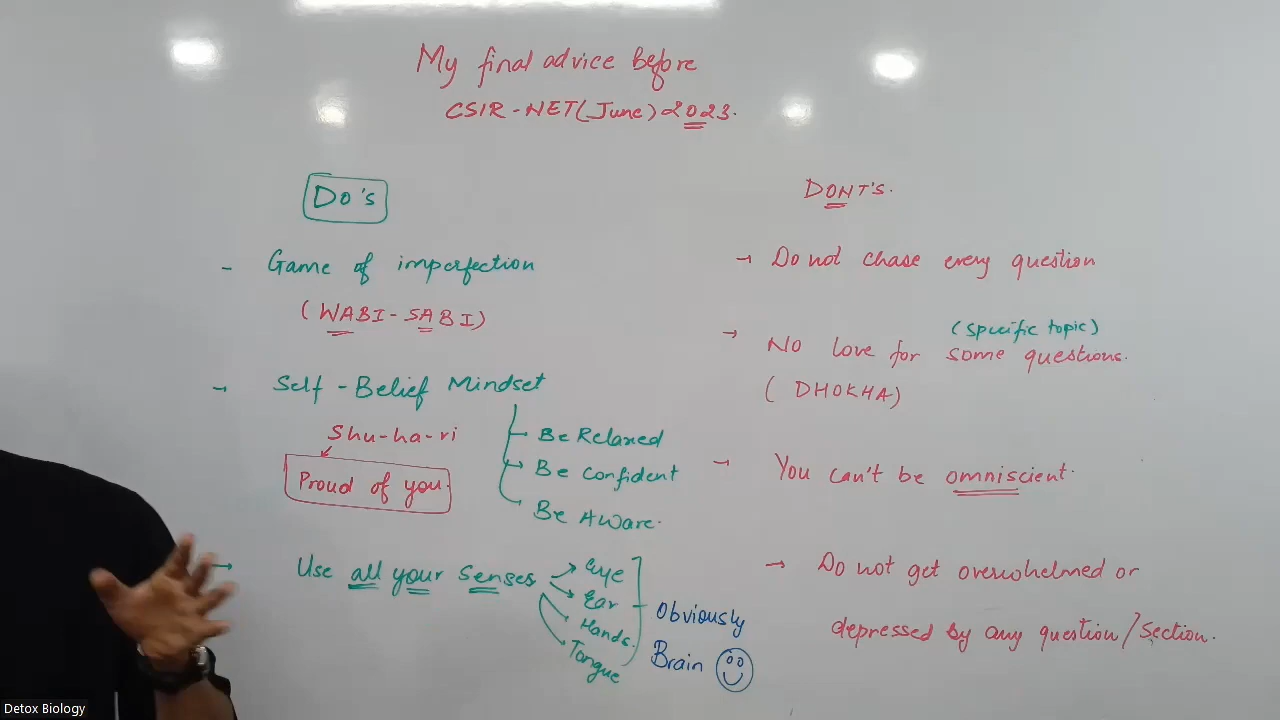 My final advice Before
CSIR-NET(June) 2023.
Do's
- Game of imperfection
(WABI-SABI)
→ Self-Belief Mindset
Shu-ha-ri
Proud of you.
Be Relaxed
Be confident
Be Aware.
→ Use all your senses
Eye
Ear
Hands.
Tongue
Obviously
Brain
DONT'S.
→ Do not chase every question
(specific topic)
→ No love for some questions.
(DHOKHA)
→ You can't be omniscient.
→ Do not get overwhelmed or
depressed by any question/section.
Detox Biology